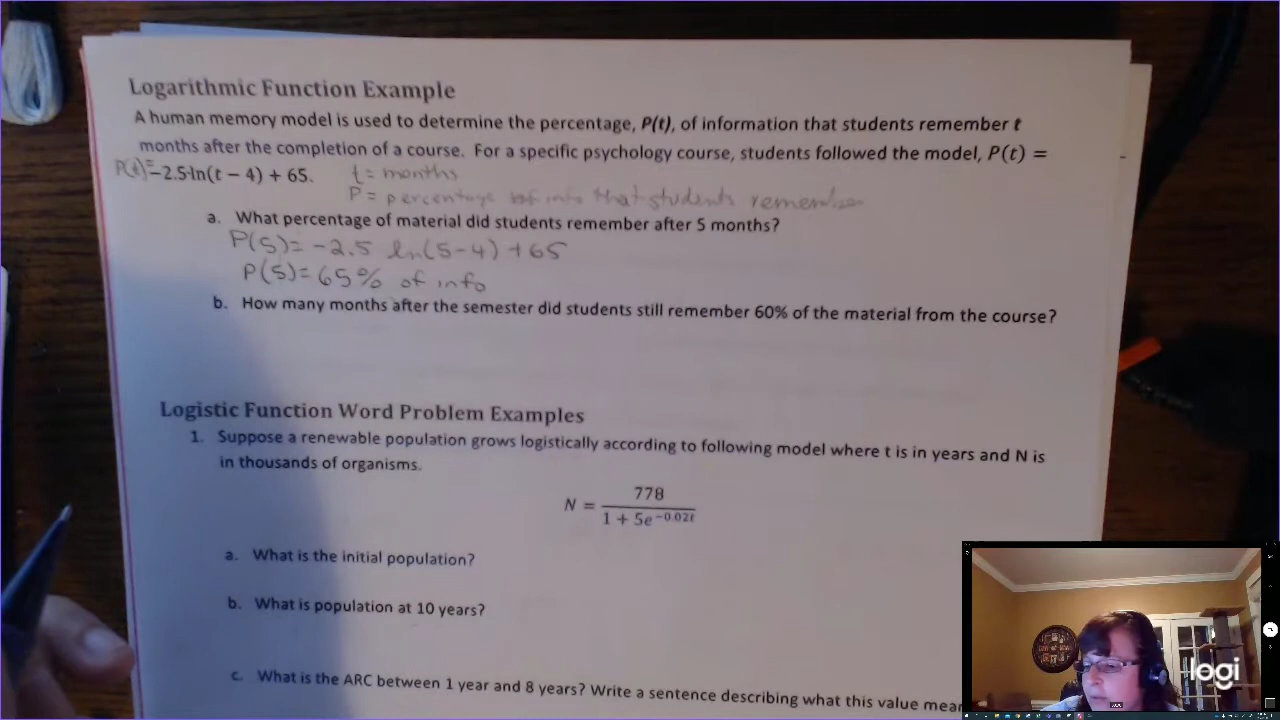 Logarithmic Function Example
A human memory model is used to determine the percentage, P(t), of information that students remember t
months after the completion of a course. For a specific psychology course, students followed the model, P(t) =
P(t)= −2.5·ln(t − 4) + 65. t = months
P = percentage of info that students remember
a. What percentage of material did students remember after 5 months?
P(5)= -2.5 ln(5-4) +65
P(5)= 65% of info
b. How many months after the semester did students still remember 60% of the material from the course?
Logistic Function Word Problem Examples
1. Suppose a renewable population grows logistically according to following model where t is in years and N is
in thousands of organisms.
N = 778 / 1 + 5e^−0.02t
a. What is the initial population?
b. What is population at 10 years?
c. What is the ARC between 1 year and 8 years? Write a sentence describing what this value mean
logi